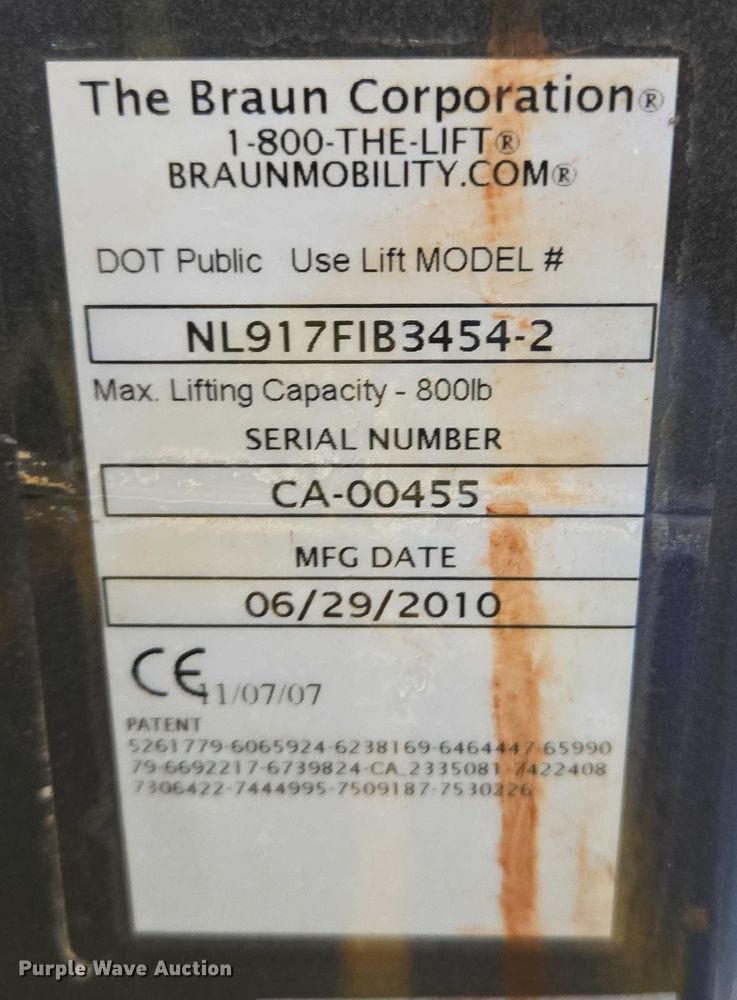 The Braun Corporation®
1-800-THE-LIFT®
BRAUNMOBILITY.COM®
DOT Public Use Lift MODEL #
NL917FIB3454-2
Max. Lifting Capacity - 800lb
SERIAL NUMBER
CA-00455
MFG DATE
06/29/2010
CE 11/07/07
PATENT
5261779-6065924-6238169-6464447-65990
79-6692217-6739824-CA 2335081-7422408
7306422-7444995-7509187-7530226
Purple Wave Auction